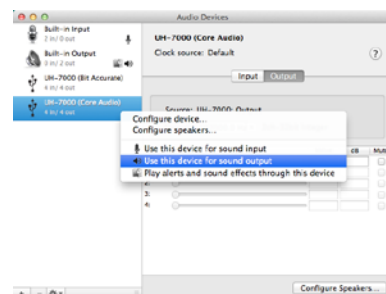 Audio Devices
Built-in Input
2 in/ 0 out
Built-in Output
0 in/ 2 out
UH-7000 (Bit Accurate)
4 in/ 4 out
UH-7000 (Core Audio)
4 in/ 4 out
UH-7000 (Core Audio)
Clock source: Default
?
Input Output
Source: UH-7000: Output
Configure device...
Configure speakers...
Use this device for sound input
Use this device for sound output
Play alerts and sound effects through this device
dB Mute
2:
3:
4:
Configure Speakers...